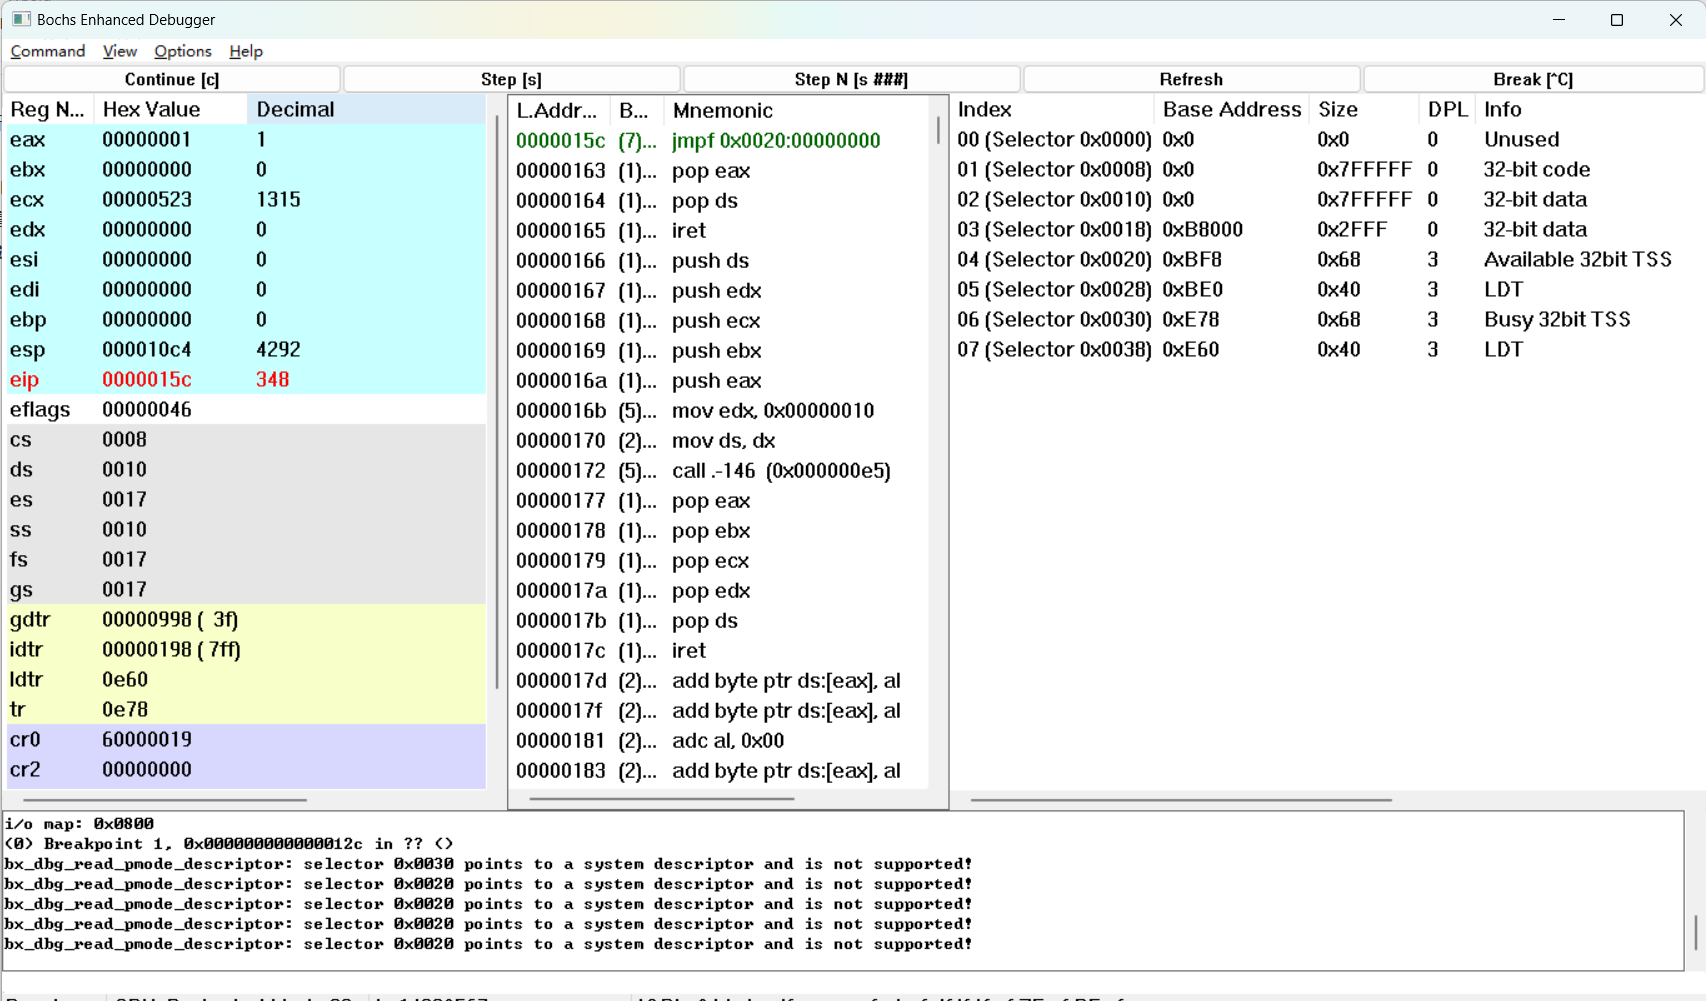 Bochs Enhanced Debugger
Command View Options Help
Continue [c] Step [s] Step N [s ###] Refresh Break [^C]
Reg N... Hex Value Decimal
eax 00000001 1
ebx 00000000 0
ecx 00000523 1315
edx 00000000 0
esi 00000000 0
edi 00000000 0
ebp 00000000 0
esp 000010c4 4292
eip 0000015c 348
eflags 00000046
cs 0008
ds 0010
es 0017
ss 0010
fs 0017
gs 0017
gdtr 00000998 ( 3f)
idtr 00000198 ( 7ff)
ldtr 0e60
tr 0e78
cr0 60000019
cr2 00000000
L.Addr... B... Mnemonic
0000015c (7)... jmpf 0x0020:00000000
00000163 (1)... pop eax
00000164 (1)... pop ds
00000165 (1)... iret
00000166 (1)... push ds
00000167 (1)... push edx
00000168 (1)... push ecx
00000169 (1)... push ebx
0000016a (1)... push eax
0000016b (5)... mov edx, 0x00000010
00000170 (2)... mov ds, dx
00000172 (5)... call .-146 (0x000000e5)
00000177 (1)... pop eax
00000178 (1)... pop ebx
00000179 (1)... pop ecx
0000017a (1)... pop edx
0000017b (1)... pop ds
0000017c (1)... iret
0000017d (2)... add byte ptr ds:[eax], al
0000017f (2)... add byte ptr ds:[eax], al
00000181 (2)... adc al, 0x00
00000183 (2)... add byte ptr ds:[eax], al
Index Base Address Size DPL Info
00 (Selector 0x0000) 0x0 0x0 0 Unused
01 (Selector 0x0008) 0x0 0x7FFFFF 0 32-bit code
02 (Selector 0x0010) 0x0 0x7FFFFF 0 32-bit data
03 (Selector 0x0018) 0xB8000 0x2FFF 0 32-bit data
04 (Selector 0x0020) 0xBF8 0x68 3 Available 32bit TSS
05 (Selector 0x0028) 0xBE0 0x40 3 LDT
06 (Selector 0x0030) 0xE78 0x68 3 Busy 32bit TSS
07 (Selector 0x0038) 0xE60 0x40 3 LDT
i/o map: 0x0800
(0) Breakpoint 1, 0x000000000000012c in ?? ()
bx_dbg_read_pmode_descriptor: selector 0x0030 points to a system descriptor and is not supported!
bx_dbg_read_pmode_descriptor: selector 0x0020 points to a system descriptor and is not supported!
bx_dbg_read_pmode_descriptor: selector 0x0020 points to a system descriptor and is not supported!
bx_dbg_read_pmode_descriptor: selector 0x0020 points to a system descriptor and is not supported!
bx_dbg_read_pmode_descriptor: selector 0x0020 points to a system descriptor and is not supported!